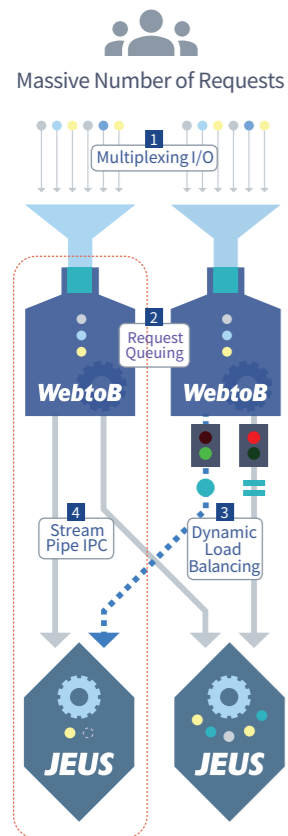 Massive Number of Requests
1
Multiplexing I/O
2
Request
Queuing
WebtoB
WebtoB
4
Stream
Pipe IPC
3
Dynamic
Load
Balancing
JEUS
JEUS